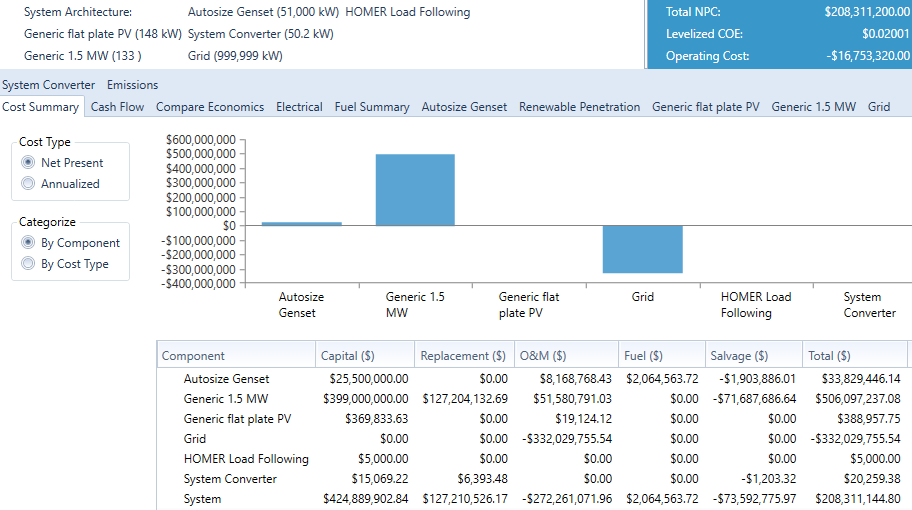 System Architecture: Autosize Genset (51,000 kW) HOMER Load Following
Generic flat plate PV (148 kW) System Converter (50.2 kW)
Generic 1.5 MW (133 ) Grid (999,999 kW)
Total NPC: $208,311,200.00
Levelized COE: $0.02001
Operating Cost: -$16,753,320.00
System Converter Emissions
Cost Summary Cash Flow Compare Economics Electrical Fuel Summary Autosize Genset Renewable Penetration Generic flat plate PV Generic 1.5 MW Grid
Cost Type
Net Present
Annualized
Categorize
By Component
By Cost Type
$600,000,000
$500,000,000
$400,000,000
$300,000,000
$200,000,000
$100,000,000
$0
-$100,000,000
-$200,000,000
-$300,000,000
-$400,000,000
Autosize Genset
Generic 1.5 MW
Generic flat plate PV
Grid
HOMER Load Following
System Converter
Component Capital ($) Replacement ($) O&M ($) Fuel ($) Salvage ($) Total ($)
Autosize Genset $25,500,000.00 $0.00 $8,168,768.43 $2,064,563.72 -$1,903,886.01 $33,829,446.14
Generic 1.5 MW $399,000,000.00 $127,204,132.69 $51,580,791.03 $0.00 -$71,687,686.64 $506,097,237.08
Generic flat plate PV $369,833.63 $0.00 $19,124.12 $0.00 $0.00 $388,957.75
Grid $0.00 $0.00 -$332,029,755.54 $0.00 $0.00 -$332,029,755.54
HOMER Load Following $5,000.00 $0.00 $0.00 $0.00 $0.00 $5,000.00
System Converter $15,069.22 $6,393.48 $0.00 $0.00 -$1,203.32 $20,259.38
System $424,889,902.84 $127,210,526.17 -$272,261,071.96 $2,064,563.72 -$73,592,775.97 $208,311,144.80